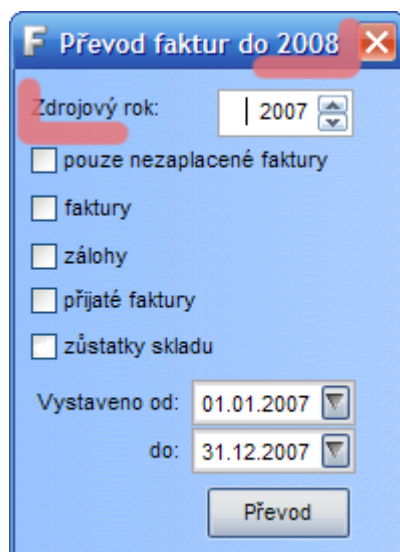 F Převod faktur do 2008
Zdrojový rok: 2007
pouze nezaplacené faktury
faktury
zálohy
přijaté faktury
zůstatky skladu
Vystaveno od: 01.01.2007
do: 31.12.2007
Převod